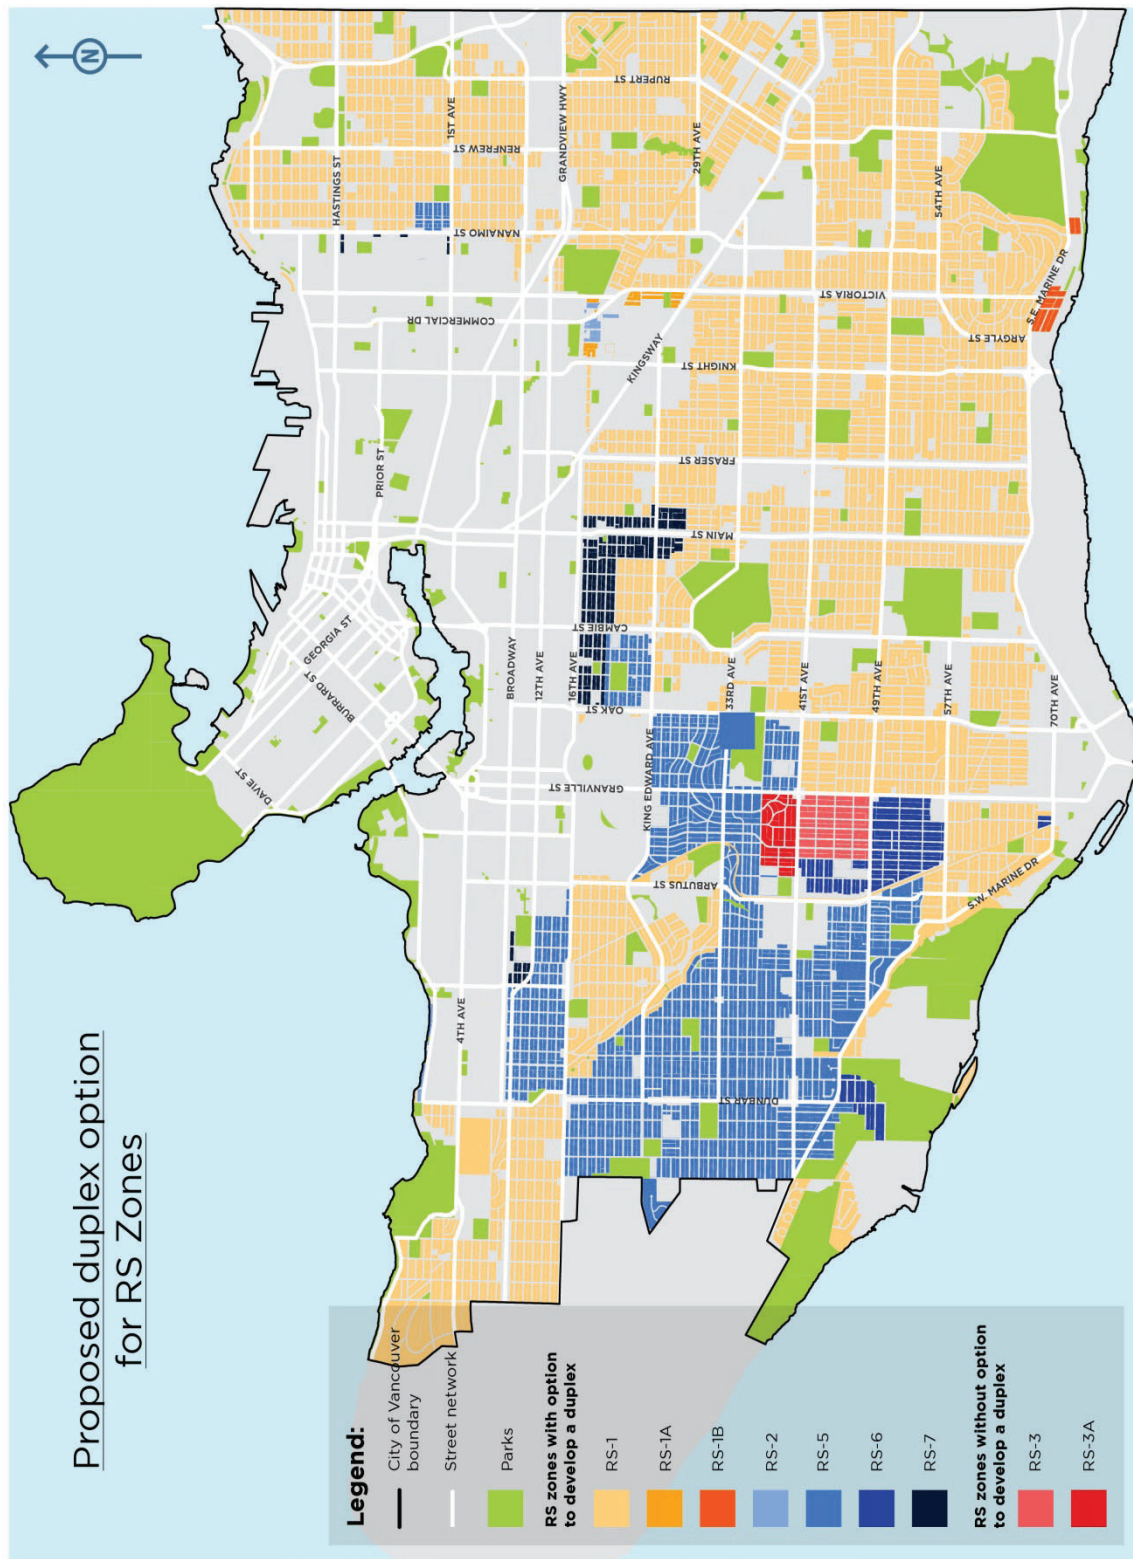 Proposed duplex option
for RS Zones
N
Legend:
City of Vancouver
boundary
Street network
Parks
RS zones with option
to develop a duplex
RS-1
RS-1A
RS-1B
RS-2
RS-5
RS-6
RS-7
RS zones without option
to develop a duplex
RS-3
RS-3A
DAVIE ST
BURRARD ST
GEORGIA ST
PRIOR ST
HASTINGS ST
1ST AVE
RENFREW ST
RUPERT ST
GRANDVIEW HWY
NANAIMO ST
COMMERCIAL DR
4TH AVE
BROADWAY
12TH AVE
16TH AVE
CAMBIE ST
OAK ST
GRANVILLE ST
KING EDWARD AVE
ARBUTUS ST
DUNBAR ST
MAIN ST
FRASER ST
KNIGHT ST
KINGSWAY
VICTORIA ST
29TH AVE
33RD AVE
41ST AVE
49TH AVE
54TH AVE
57TH AVE
70TH AVE
ARGYLE ST
S.E. MARINE DR
S.W. MARINE DR